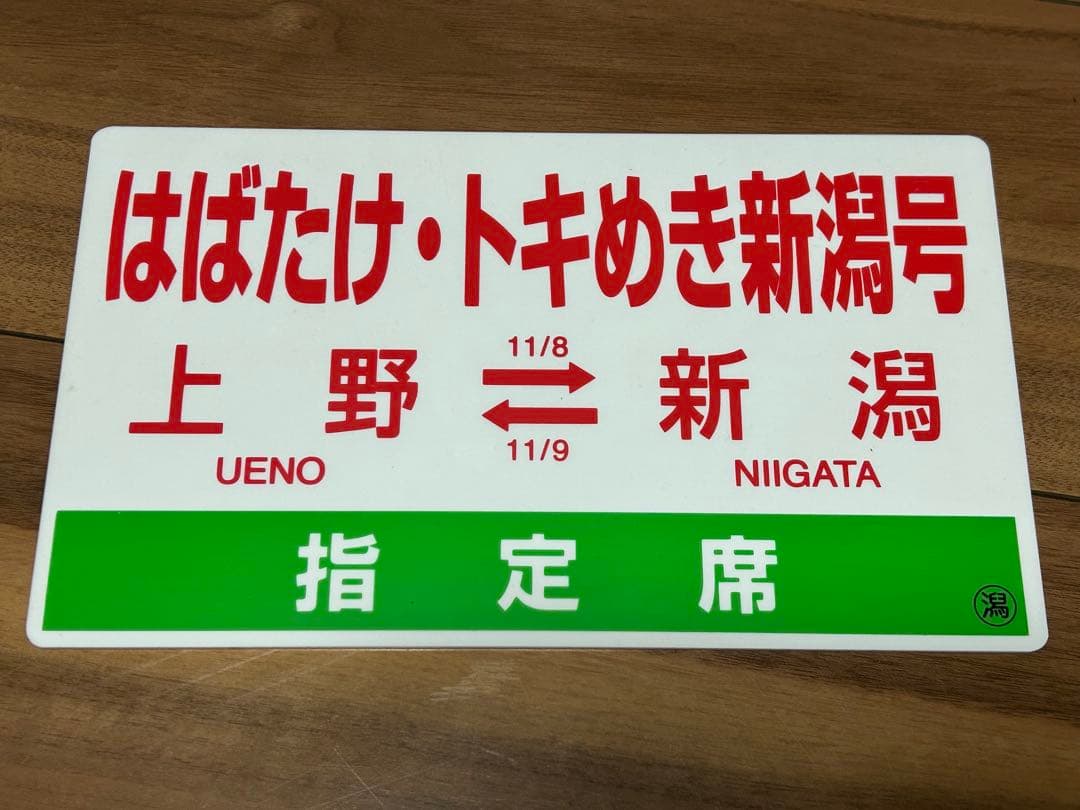 はばたけ・トキめき新潟号
11/8
上野 ⇄ 新潟
11/9
UENO NIIGATA
指定席
潟